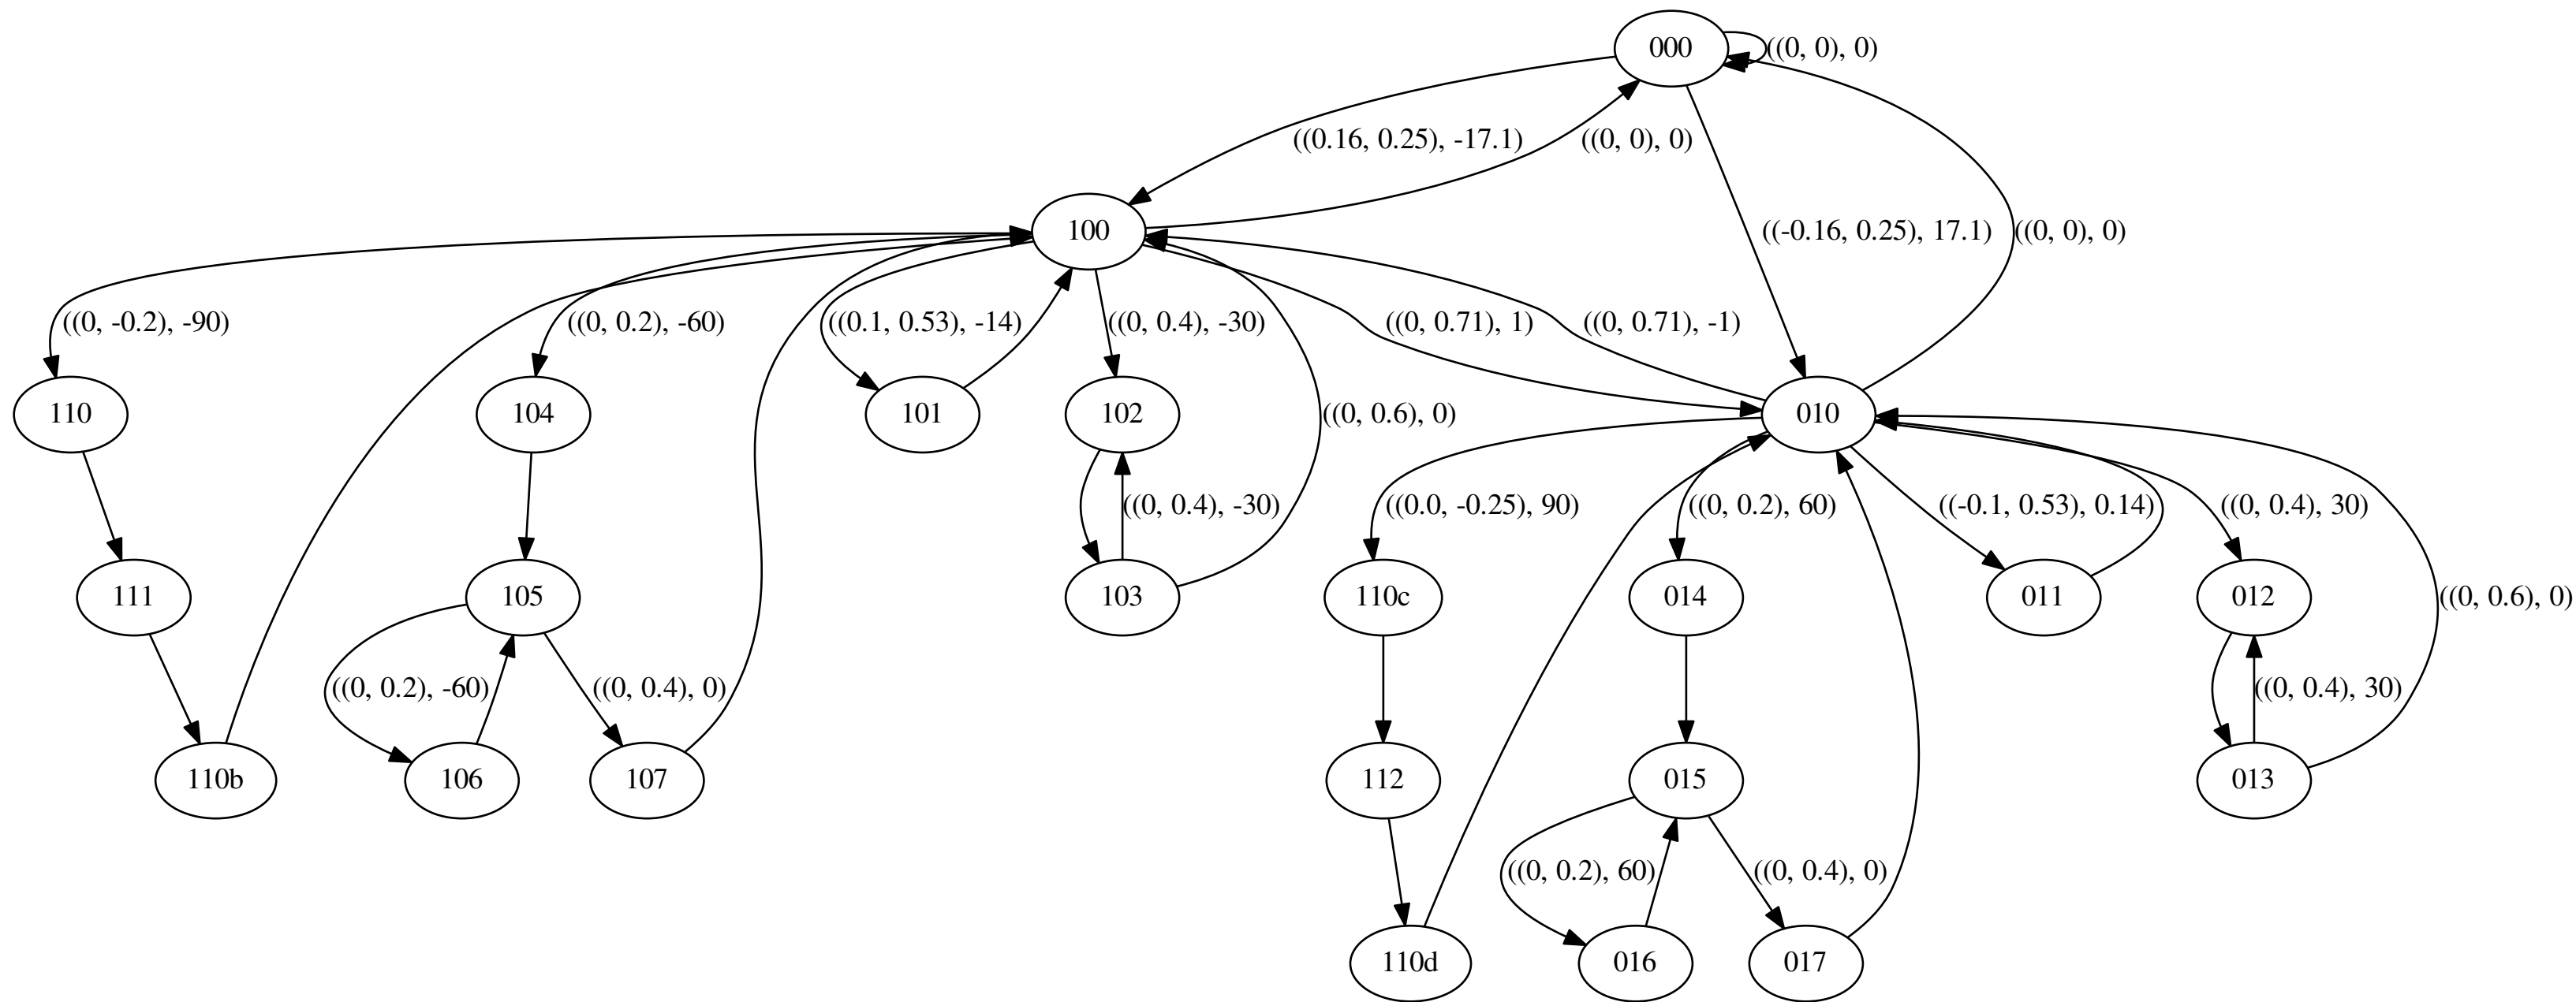 000
((0, 0), 0)
((0.16, 0.25), -17.1)
((0, 0), 0)
100
((-0.16, 0.25), 17.1)
((0, 0), 0)
((0, -0.2), -90)
((0, 0.2), -60)
((0.1, 0.53), -14)
((0, 0.4), -30)
((0, 0.71), 1)
((0, 0.71), -1)
110
104
101
102
((0, 0.6), 0)
010
((0, 0.4), -30)
((0.0, -0.25), 90)
((0, 0.2), 60)
((-0.1, 0.53), 0.14)
((0, 0.4), 30)
111
105
103
110c
014
011
012
((0, 0.6), 0)
((0, 0.2), -60)
((0, 0.4), 0)
((0, 0.4), 30)
110b
106
107
112
015
013
((0, 0.2), 60)
((0, 0.4), 0)
110d
016
017